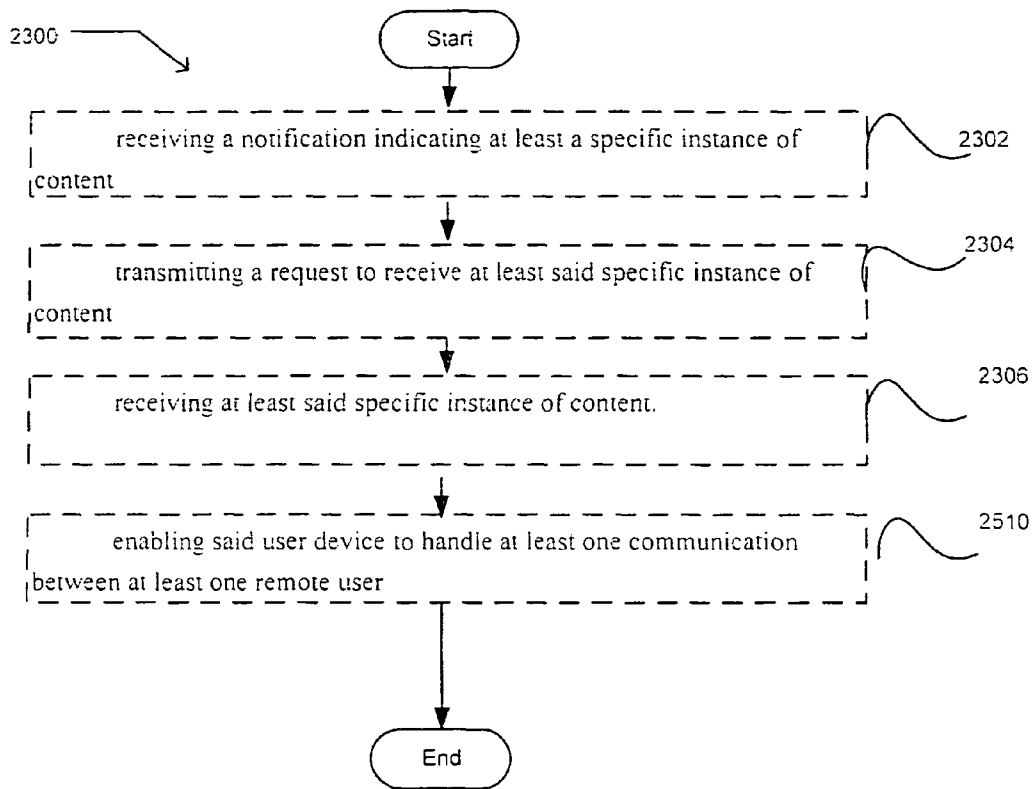 2300
Start
receiving a notification indicating at least a specific instance of
content
2302
transmitting a request to receive at least said specific instance of
content
2304
receiving at least said specific instance of content.
2306
enabling said user device to handle at least one communication
between at least one remote user
2510
End